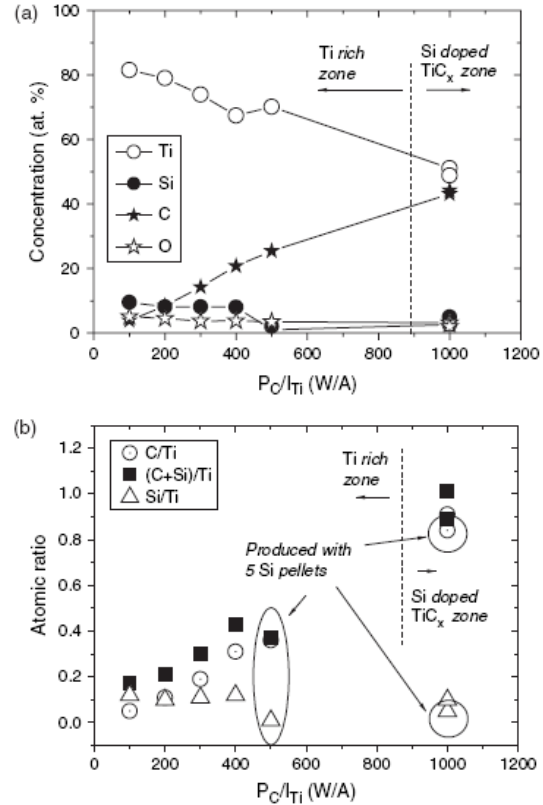 (a)
100
80
60
40
20
0
Concentration (at. %)
Ti rich
zone
Si doped
TiCx zone
Ti
Si
C
O
0 200 400 600 800 1000 1200
PC/ITi (W/A)
(b)
1.2
1.0
0.8
0.6
0.4
0.2
0.0
Atomic ratio
C/Ti
(C+Si)/Ti
Si/Ti
Ti rich
zone
Produced with
5 Si pellets
Si doped
TiCx zone
0 200 400 600 800 1000 1200
PC/ITi (W/A)